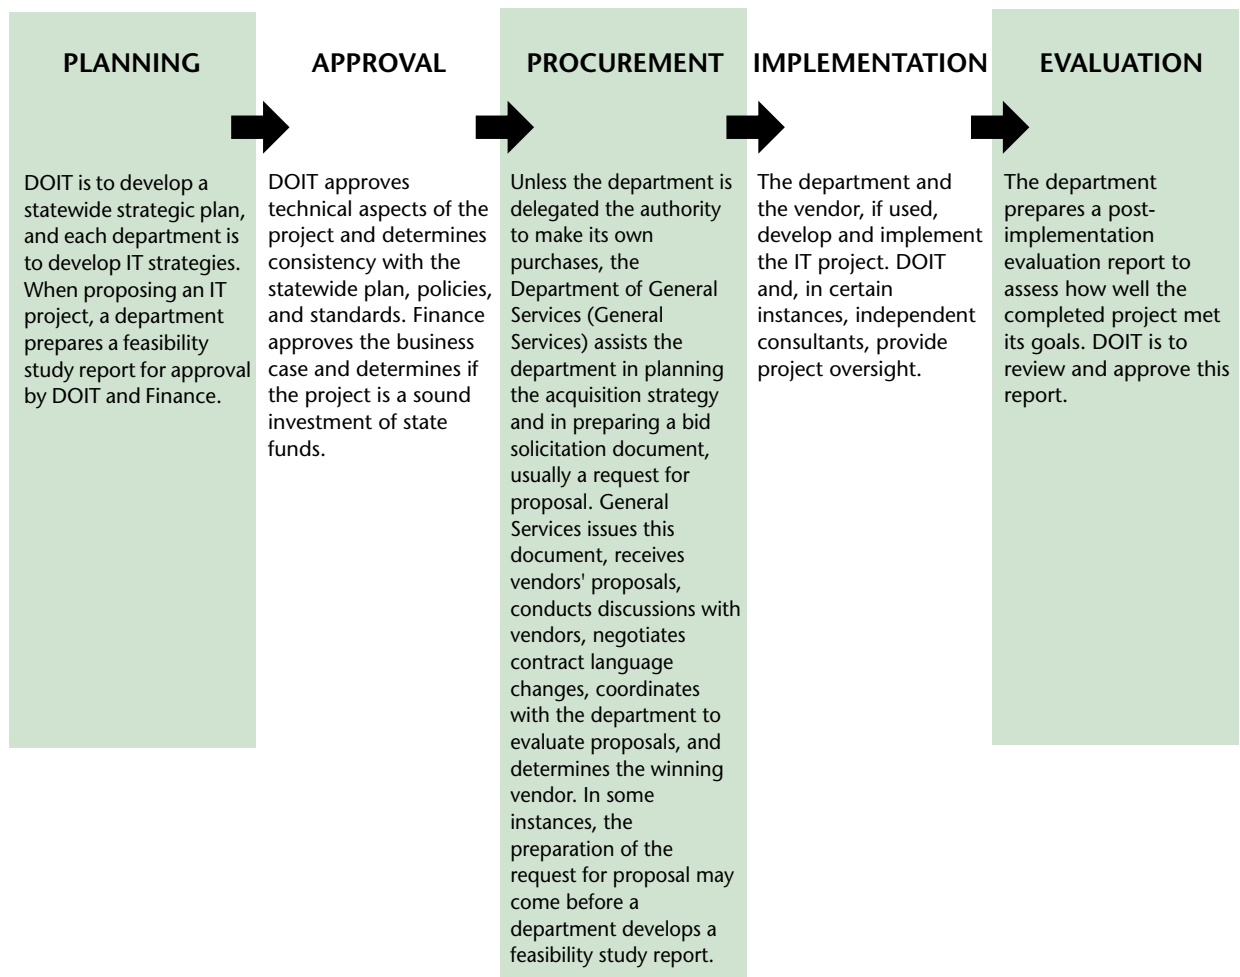 PLANNING
DOIT is to develop a
statewide strategic plan,
and each department is
to develop IT strategies.
When proposing an IT
project, a department
prepares a feasibility
study report for approval
by DOIT and Finance.
APPROVAL
DOIT approves
technical aspects of the
project and determines
consistency with the
statewide plan, policies,
and standards. Finance
approves the business
case and determines if
the project is a sound
investment of state
funds.
PROCUREMENT
Unless the department is
delegated the authority
to make its own
purchases, the
Department of General
Services (General
Services) assists the
department in planning
the acquisition strategy
and in preparing a bid
solicitation document,
usually a request for
proposal. General
Services issues this
document, receives
vendors' proposals,
conducts discussions with
vendors, negotiates
contract language
changes, coordinates
with the department to
evaluate proposals, and
determines the winning
vendor. In some
instances, the
preparation of the
request for proposal may
come before a
department develops a
feasibility study report.
IMPLEMENTATION
The department and
the vendor, if used,
develop and implement
the IT project. DOIT
and, in certain
instances, independent
consultants, provide
project oversight.
EVALUATION
The department
prepares a post-
implementation
evaluation report to
assess how well the
completed project met
its goals. DOIT is to
review and approve this
report.